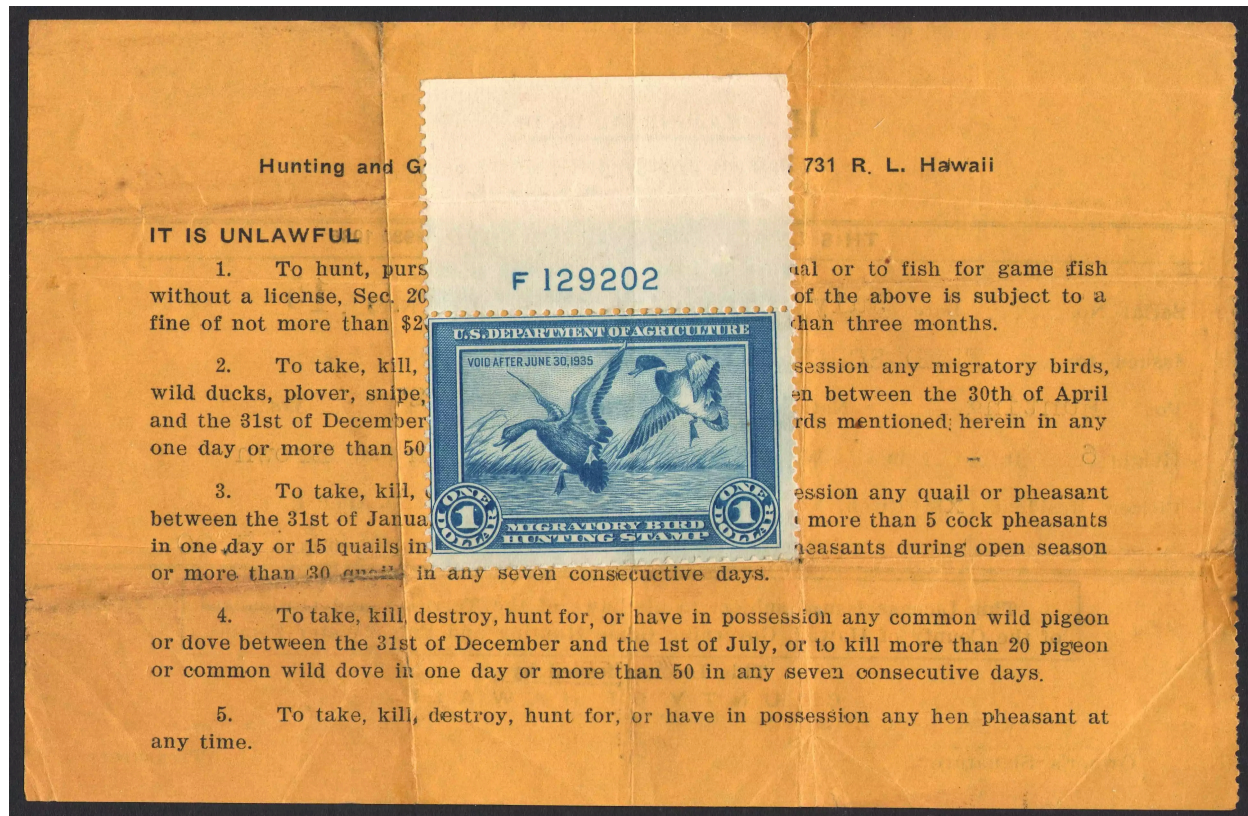 Hunting and G 731 R. L. Hawaii
IT IS UNLAWFUL
1. To hunt, purs al or to fish for game fish
without a license, Sec. 20 of the above is subject to a
fine of not more than $2 han three months.
2. To take, kill, session any migratory birds,
wild ducks, plover, snipe, en between the 30th of April
and the 31st of December rds mentioned herein in any
one day or more than 50
3. To take, kill, ession any quail or pheasant
between the 31st of Janua more than 5 cock pheasants
in one day or 15 quails in heasants during open season
or more than 30 quails in any seven consecuctive days.
4. To take, kill, destroy, hunt for, or have in possession any common wild pigeon
or dove between the 31st of December and the 1st of July, or to kill more than 20 pigeon
or common wild dove in one day or more than 50 in any seven consecutive days.
5. To take, kill, destroy, hunt for, or have in possession any hen pheasant at
any time.
F 129202
U.S. DEPARTMENT OF AGRICULTURE
VOID AFTER JUNE 30, 1935
ONE 1 DOLLAR
MIGRATORY BIRD
HUNTING STAMP
ONE 1 DOLLAR